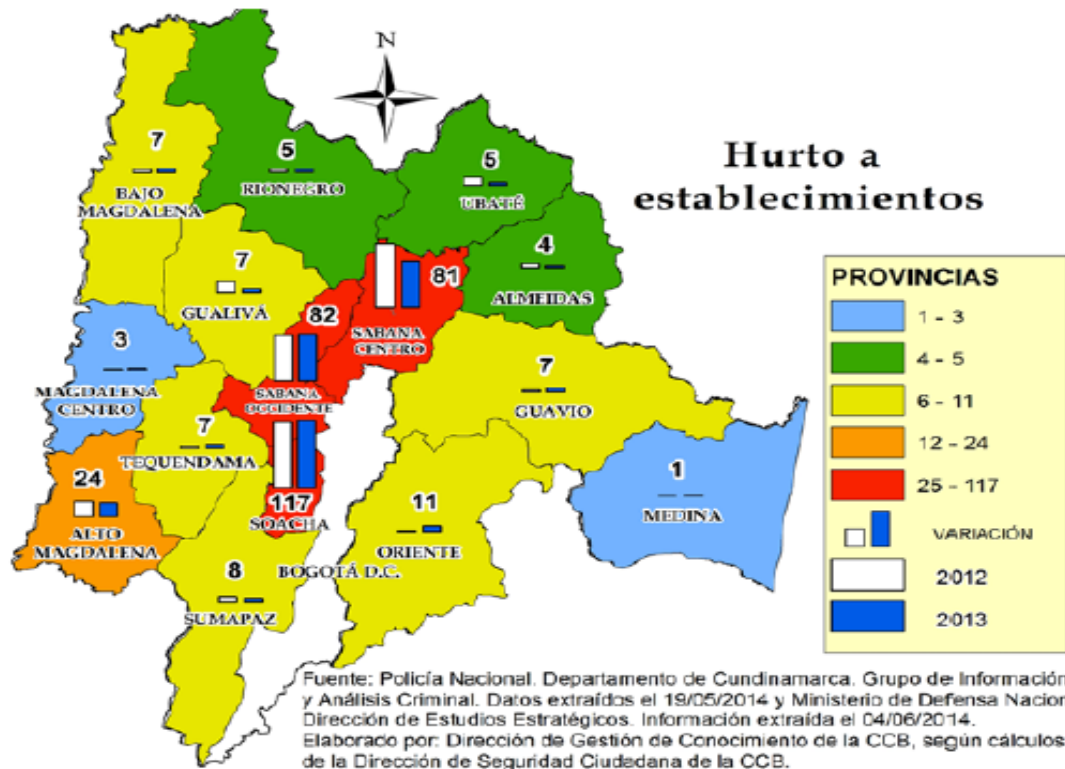 N
Hurto a
establecimientos
7
BAJO
MAGDALENA
5
RIONEGRO
5
UBATÉ
4
ALMEIDAS
7
GUALIVÁ
81
SABANA
CENTRO
82
SABANA
OCCIDENTE
3
MAGDALENA
CENTRO
7
TEQUENDAMA
7
GUAVIO
1
MEDINA
24
ALTO
MAGDALENA
117
SOACHA
11
ORIENTE
BOGOTÁ D.C.
8
SUMAPAZ
PROVINCIAS
1 - 3
4 - 5
6 - 11
12 - 24
25 - 117
VARIACIÓN
2012
2013
Fuente: Policía Nacional. Departamento de Cundinamarca. Grupo de Información
y Análisis Criminal. Datos extraídos el 19/05/2014 y Ministerio de Defensa Nacion
Dirección de Estudios Estratégicos. Información extraída el 04/06/2014.
Elaborado por: Dirección de Gestión de Conocimiento de la CCB, según cálculos
de la Dirección de Seguridad Ciudadana de la CCB.